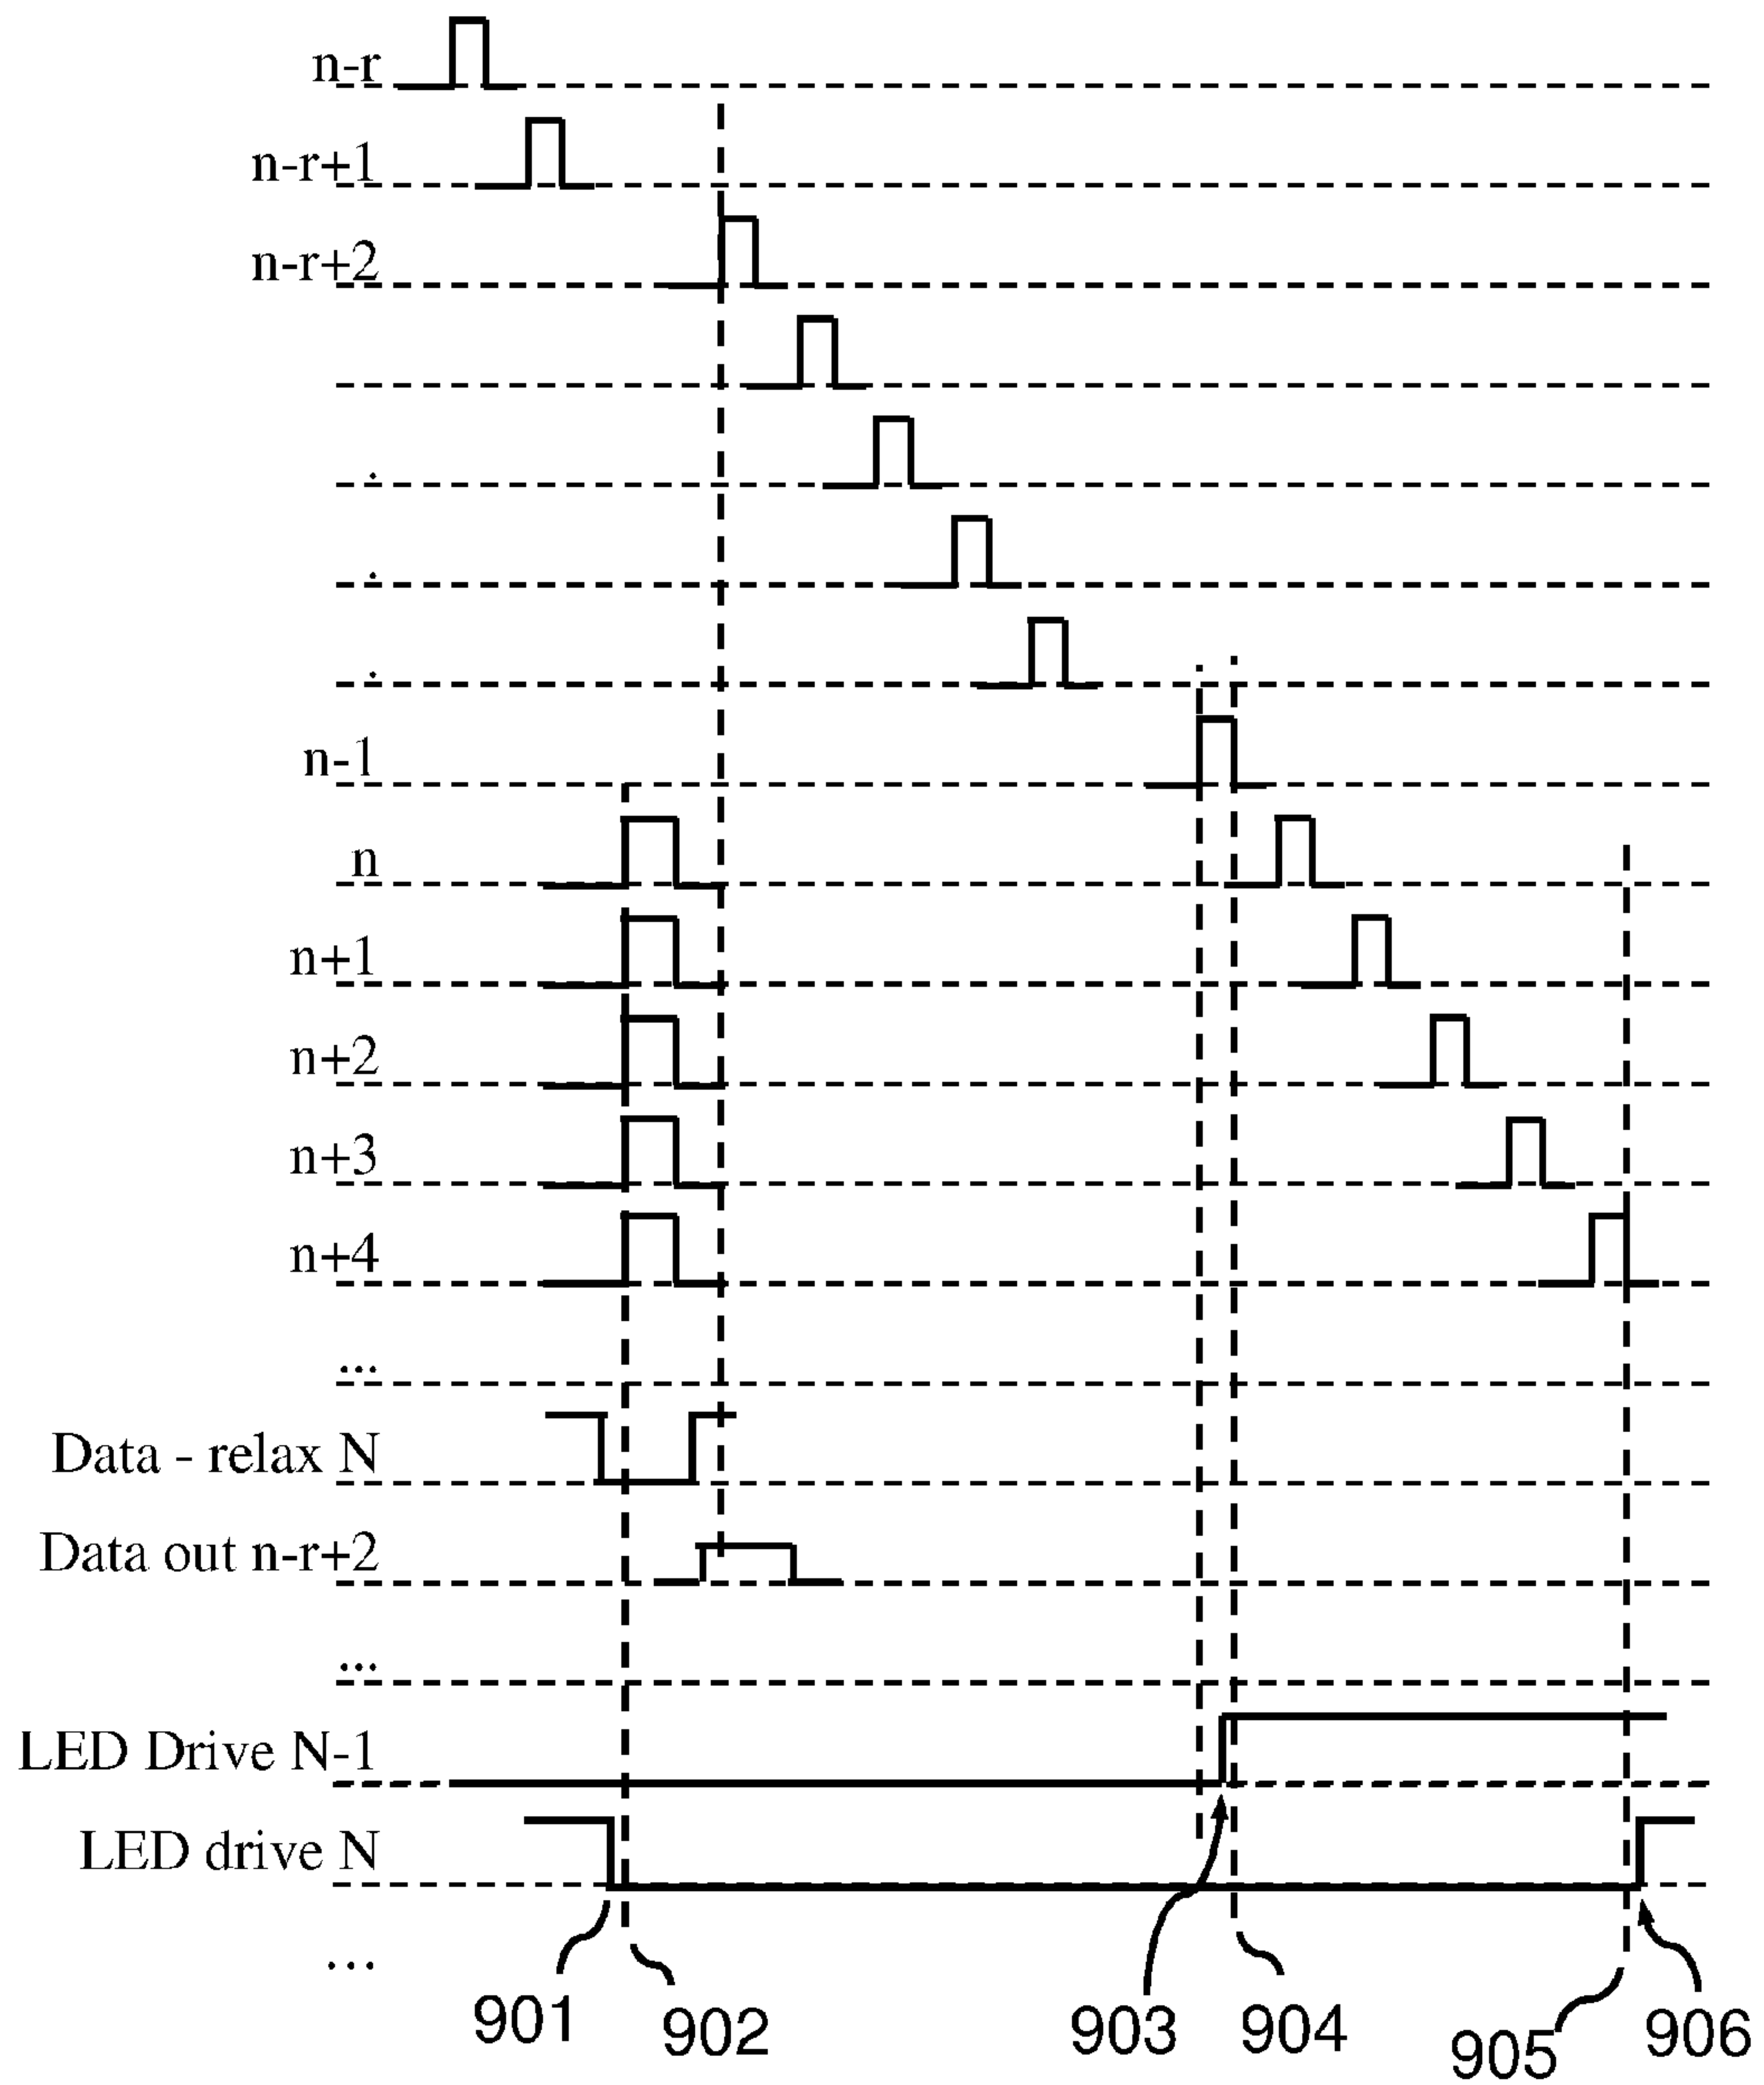 n-r
n-r+1
n-r+2
.
.
.
n-1
n
n+1
n+2
n+3
n+4
...
Data - relax N
Data out n-r+2
...
LED Drive N-1
LED drive N
...
901
902
903
904
905
906